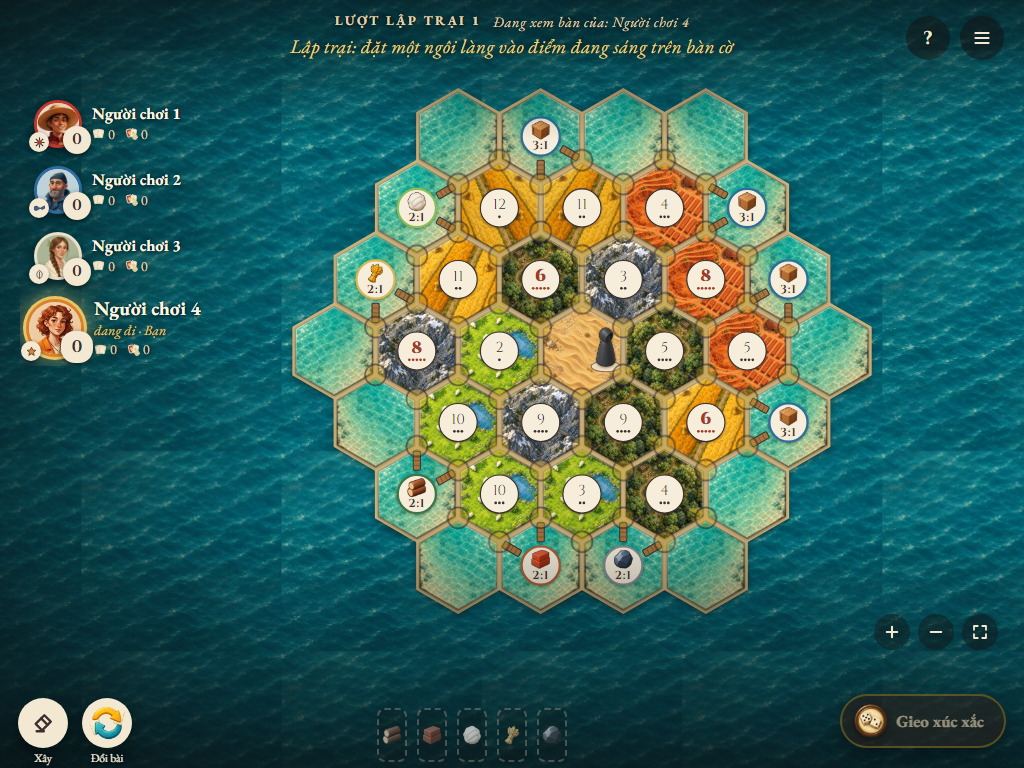 LƯỢT LẬP TRẠI 1 Đang xem bàn của: Người chơi 4
Lập trại: đặt một ngôi làng vào điểm đang sáng trên bàn cờ
?
Người chơi 1
0 0 0
Người chơi 2
0 0 0
Người chơi 3
0 0 0
Người chơi 4
đang đi · Bạn
0 0 0
3:1
2:1 12 11 4 3:1
2:1 11 6 3 8 3:1
8 2 5 5
10 9 9 6 3:1
2:1 10 3 4
2:1 2:1
+ −
Xây Đổi bài
Gieo xúc xắc